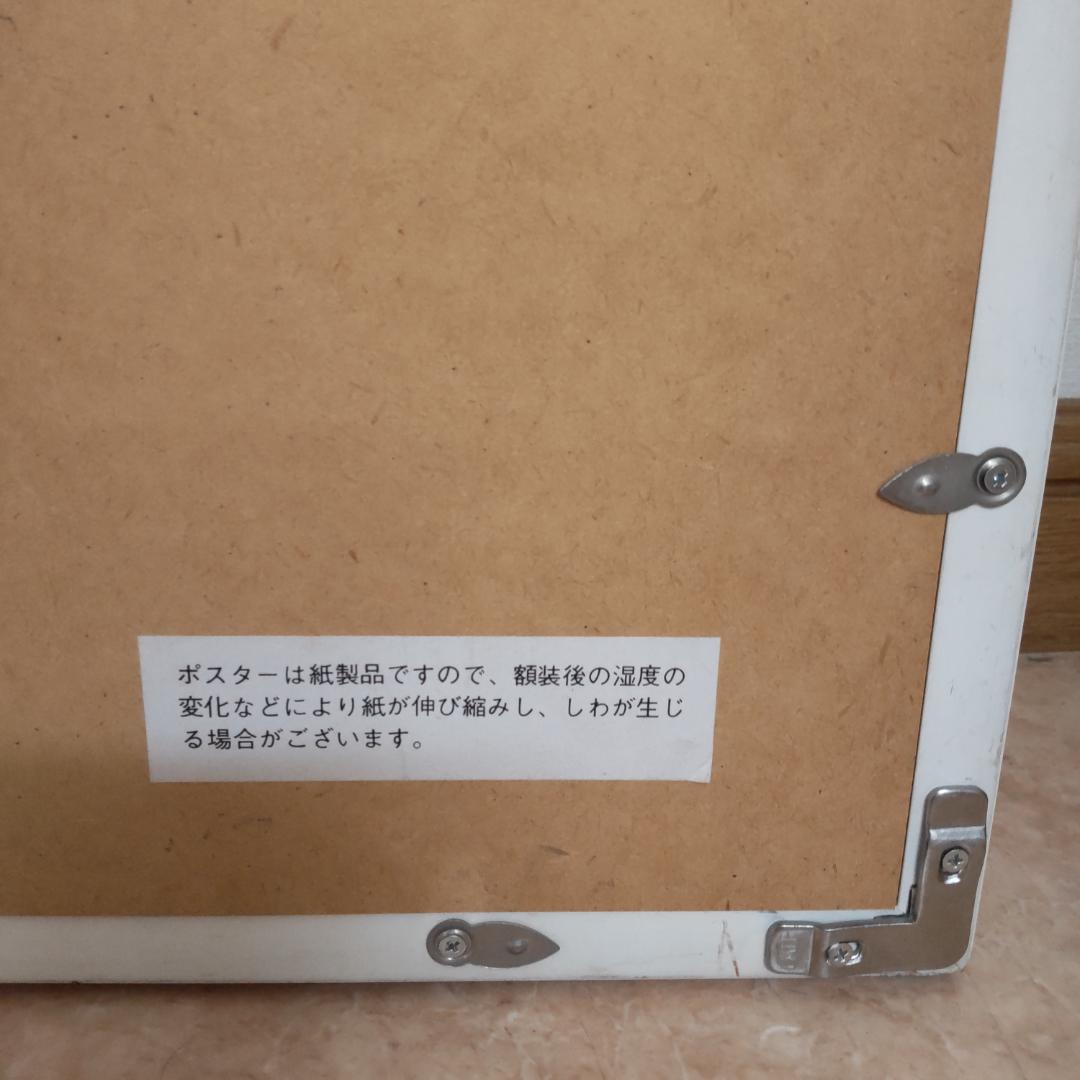 ポスターは紙製品ですので、額装後の湿度の
変化などにより紙が伸び縮みし、しわが生じ
る場合がございます。